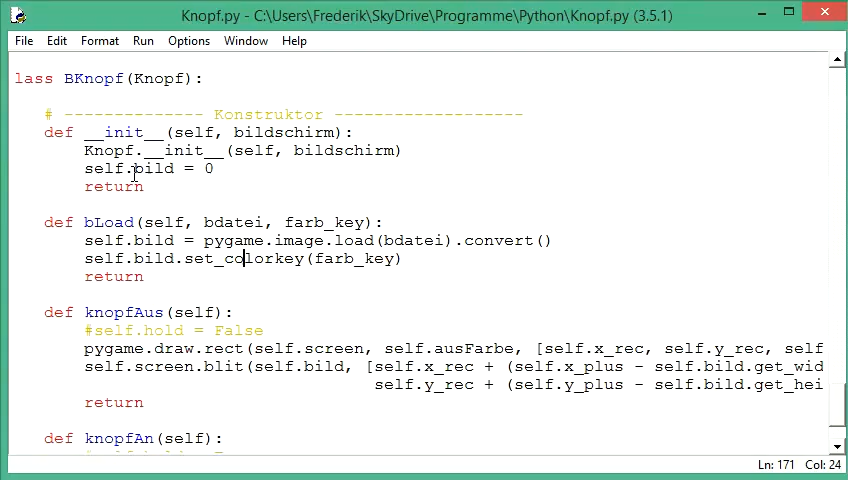 Knopf.py - C:\Users\Frederik\SkyDrive\Programme\Python\Knopf.py (3.5.1)
File Edit Format Run Options Window Help
lass BKnopf(Knopf):
# -------------- Konstruktor -------------------
def __init__(self, bildschirm):
Knopf.__init__(self, bildschirm)
self.bild = 0
return
def bLoad(self, bdatei, farb_key):
self.bild = pygame.image.load(bdatei).convert()
self.bild.set_colorkey(farb_key)
return
def knopfAus(self):
#self.hold = False
pygame.draw.rect(self.screen, self.ausFarbe, [self.x_rec, self.y_rec, self
self.screen.blit(self.bild, [self.x_rec + (self.x_plus - self.bild.get_wid
self.y_rec + (self.y_plus - self.bild.get_hei
return
def knopfAn(self):
Ln: 171 Col: 24